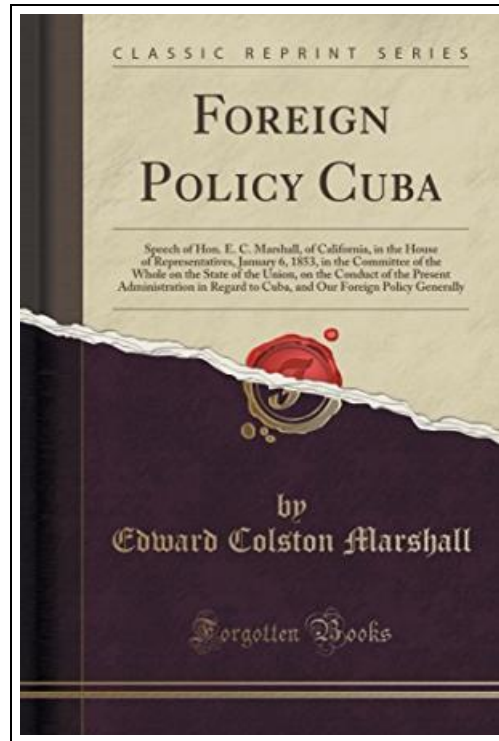 CLASSIC REPRINT SERIES
FOREIGN
POLICY CUBA
Speech of Hon. E. C. Marshall, of California, in the House
of Representatives, January 6, 1853, in the Committee of the
Whole on the State of the Union, on the Conduct of the Present
Administration in Regard to Cuba, and Our Foreign Policy Generally
F
by
Edward Colston Marshall
Forgotten Books